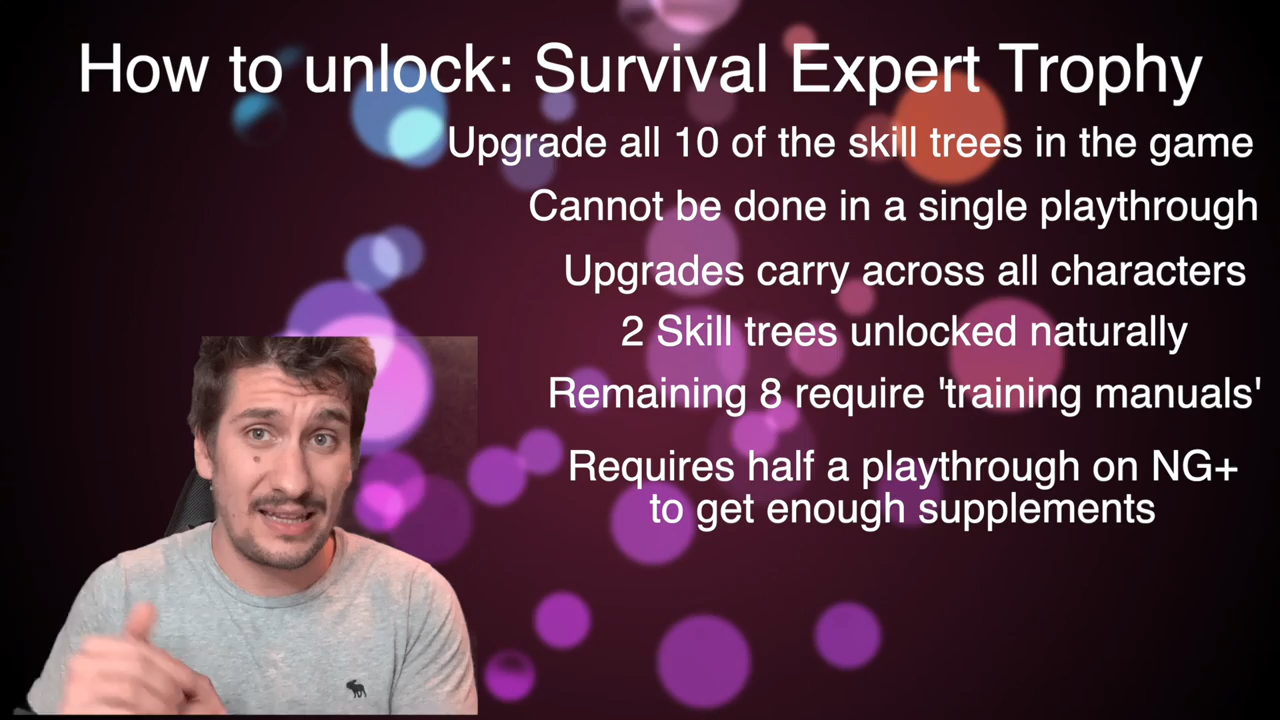 How to unlock: Survival Expert Trophy
Upgrade all 10 of the skill trees in the game
Cannot be done in a single playthrough
Upgrades carry across all characters
2 Skill trees unlocked naturally
Remaining 8 require 'training manuals'
Requires half a playthrough on NG+
to get enough supplements